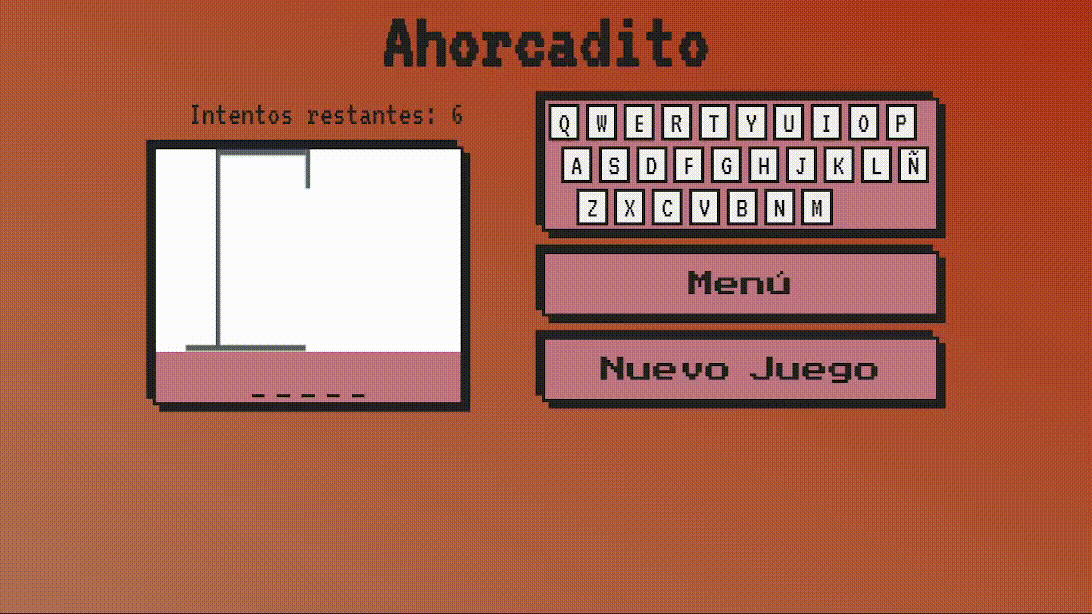 Ahorcadito
Intentos restantes: 6
_ _ _ _ _
Q W E R T Y U I O P
A S D F G H J K L Ñ
Z X C V B N M
Menú
Nuevo Juego